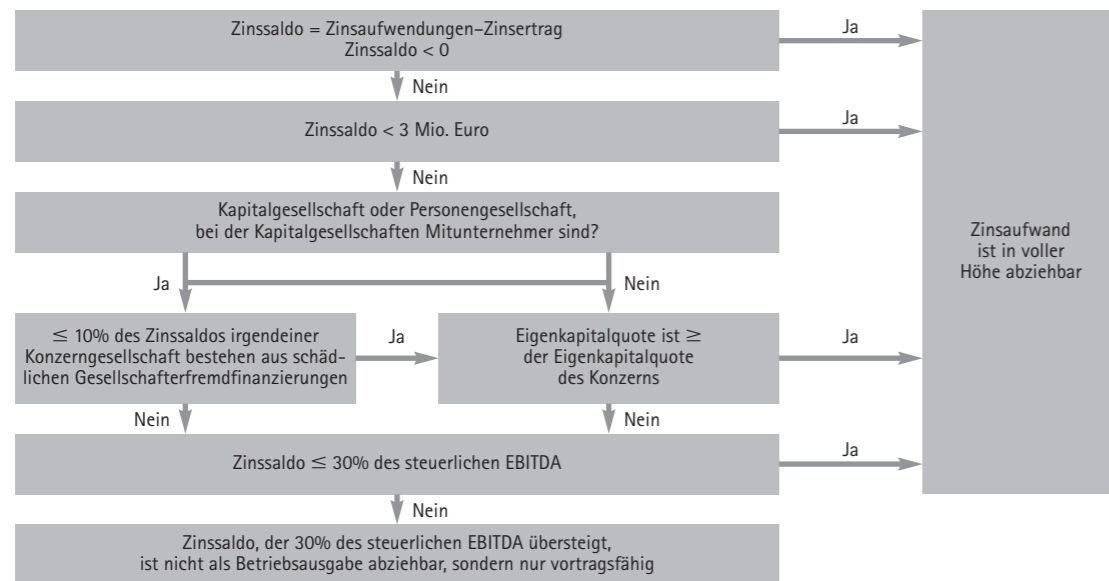 Zinssaldo = Zinsaufwendungen–Zinsertrag
Zinssaldo < 0
Ja
Nein
Zinssaldo < 3 Mio. Euro
Ja
Nein
Kapitalgesellschaft oder Personengesellschaft,
bei der Kapitalgesellschaften Mitunternehmer sind?
Zinsaufwand
ist in voller
Höhe abziehbar
Ja
Nein
≤ 10% des Zinssaldos irgendeiner
Konzerngesellschaft bestehen aus schäd-
lichen Gesellschafterfremdfinanzierungen
Ja
Eigenkapitalquote ist ≥
der Eigenkapitalquote
des Konzerns
Ja
Nein
Nein
Zinssaldo ≤ 30% des steuerlichen EBITDA
Ja
Nein
Zinssaldo, der 30% des steuerlichen EBITDA übersteigt,
ist nicht als Betriebsausgabe abziehbar, sondern nur vortragsfähig